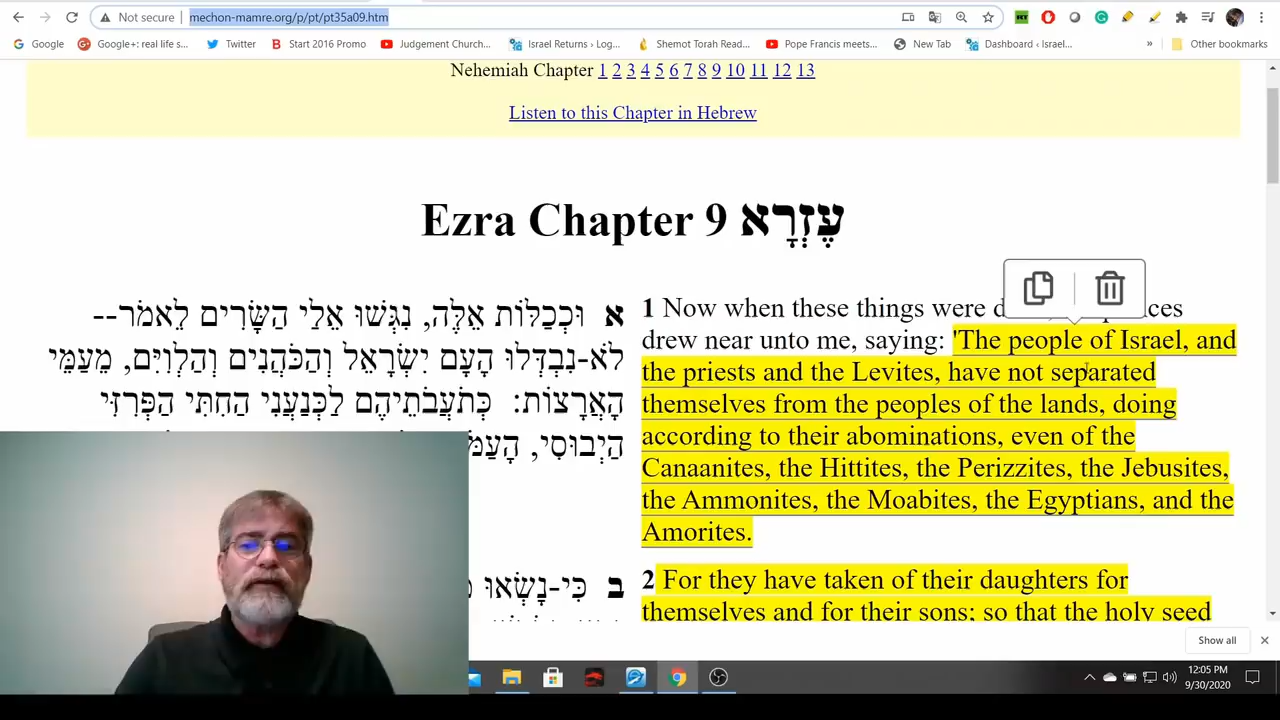 Not secure
mechon-mamre.org/p/pt/pt35a09.htm
Google
Google+: real life s...
Twitter
Start 2016 Promo
Judgement Church...
Israel Returns › Log...
Shemot Torah Read...
Pope Francis meets...
New Tab
Dashboard ‹ Israel...
»
Other bookmarks
Nehemiah Chapter 1 2 3 4 5 6 7 8 9 10 11 12 13
Listen to this Chapter in Hebrew
Ezra Chapter 9 עֶזְרָא
א וּכְכַלּוֹת אֵלֶּה, נִגְּשׁוּ אֵלַי הַשָּׂרִים לֵאמֹר--
לֹא-נִבְדְּלוּ הָעָם יִשְׂרָאֵל וְהַכֹּהֲנִים וְהַלְוִיִּם, מֵעַמֵּי
הָאֲרָצוֹת: כְּתֹעֲבֹתֵיהֶם לַכְּנַעֲנִי הַחִתִּי הַפְּרִזִּי
הַיְבוּסִי,
1 Now when these things were
drew near unto me, saying: 'The people of Israel, and
the priests and the Levites, have not separated
themselves from the peoples of the lands, doing
according to their abominations, even of the
Canaanites, the Hittites, the Perizzites, the Jebusites,
the Ammonites, the Moabites, the Egyptians, and the
Amorites.
ב כִּי-נָשְׂאוּ
2 For they have taken of their daughters for
themselves and for their sons; so that the holy seed
Show all
12:05 PM
9/30/2020